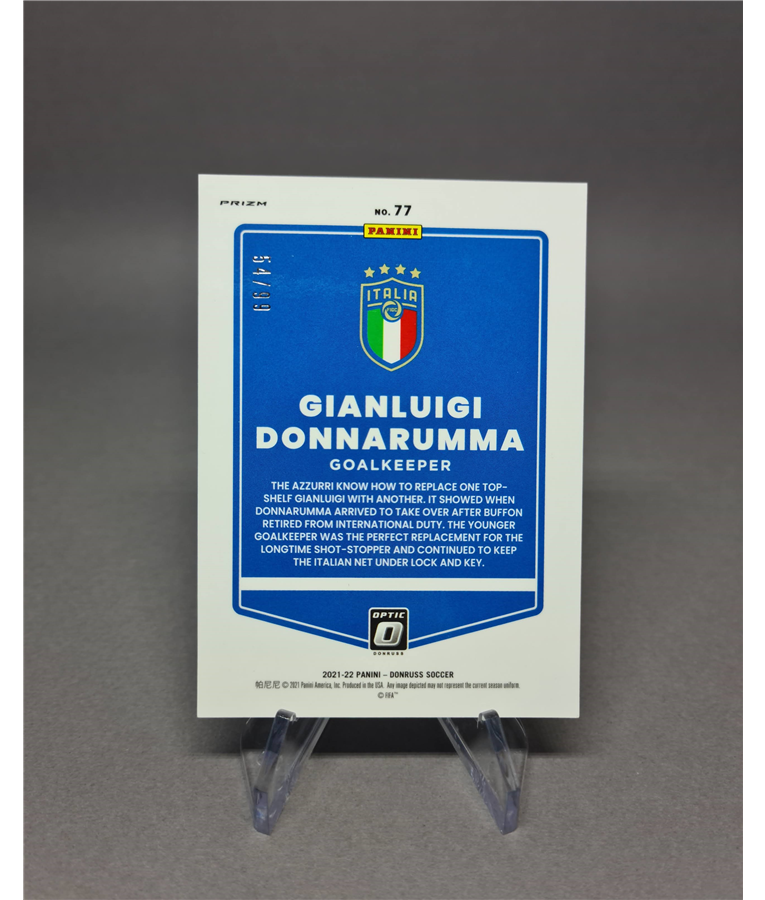 PRIZM
NO. 77
PANINI
ITALIA
GIANLUIGI
DONNARUMMA
GOALKEEPER
THE AZZURRI KNOW HOW TO REPLACE ONE TOP-
SHELF GIANLUIGI WITH ANOTHER. IT SHOWED WHEN
DONNARUMMA ARRIVED TO TAKE OVER AFTER BUFFON
RETIRED FROM INTERNATIONAL DUTY. THE YOUNGER
GOALKEEPER WAS THE PERFECT REPLACEMENT FOR THE
LONGTIME SHOT-STOPPER AND CONTINUED TO KEEP
THE ITALIAN NET UNDER LOCK AND KEY.
OPTIC
DONRUSS
2021-22 PANINI – DONRUSS SOCCER
帕尼尼 © 2021 Panini America, Inc. Produced in the USA. Any image depicted may not represent the current season uniform.
© FIFA™